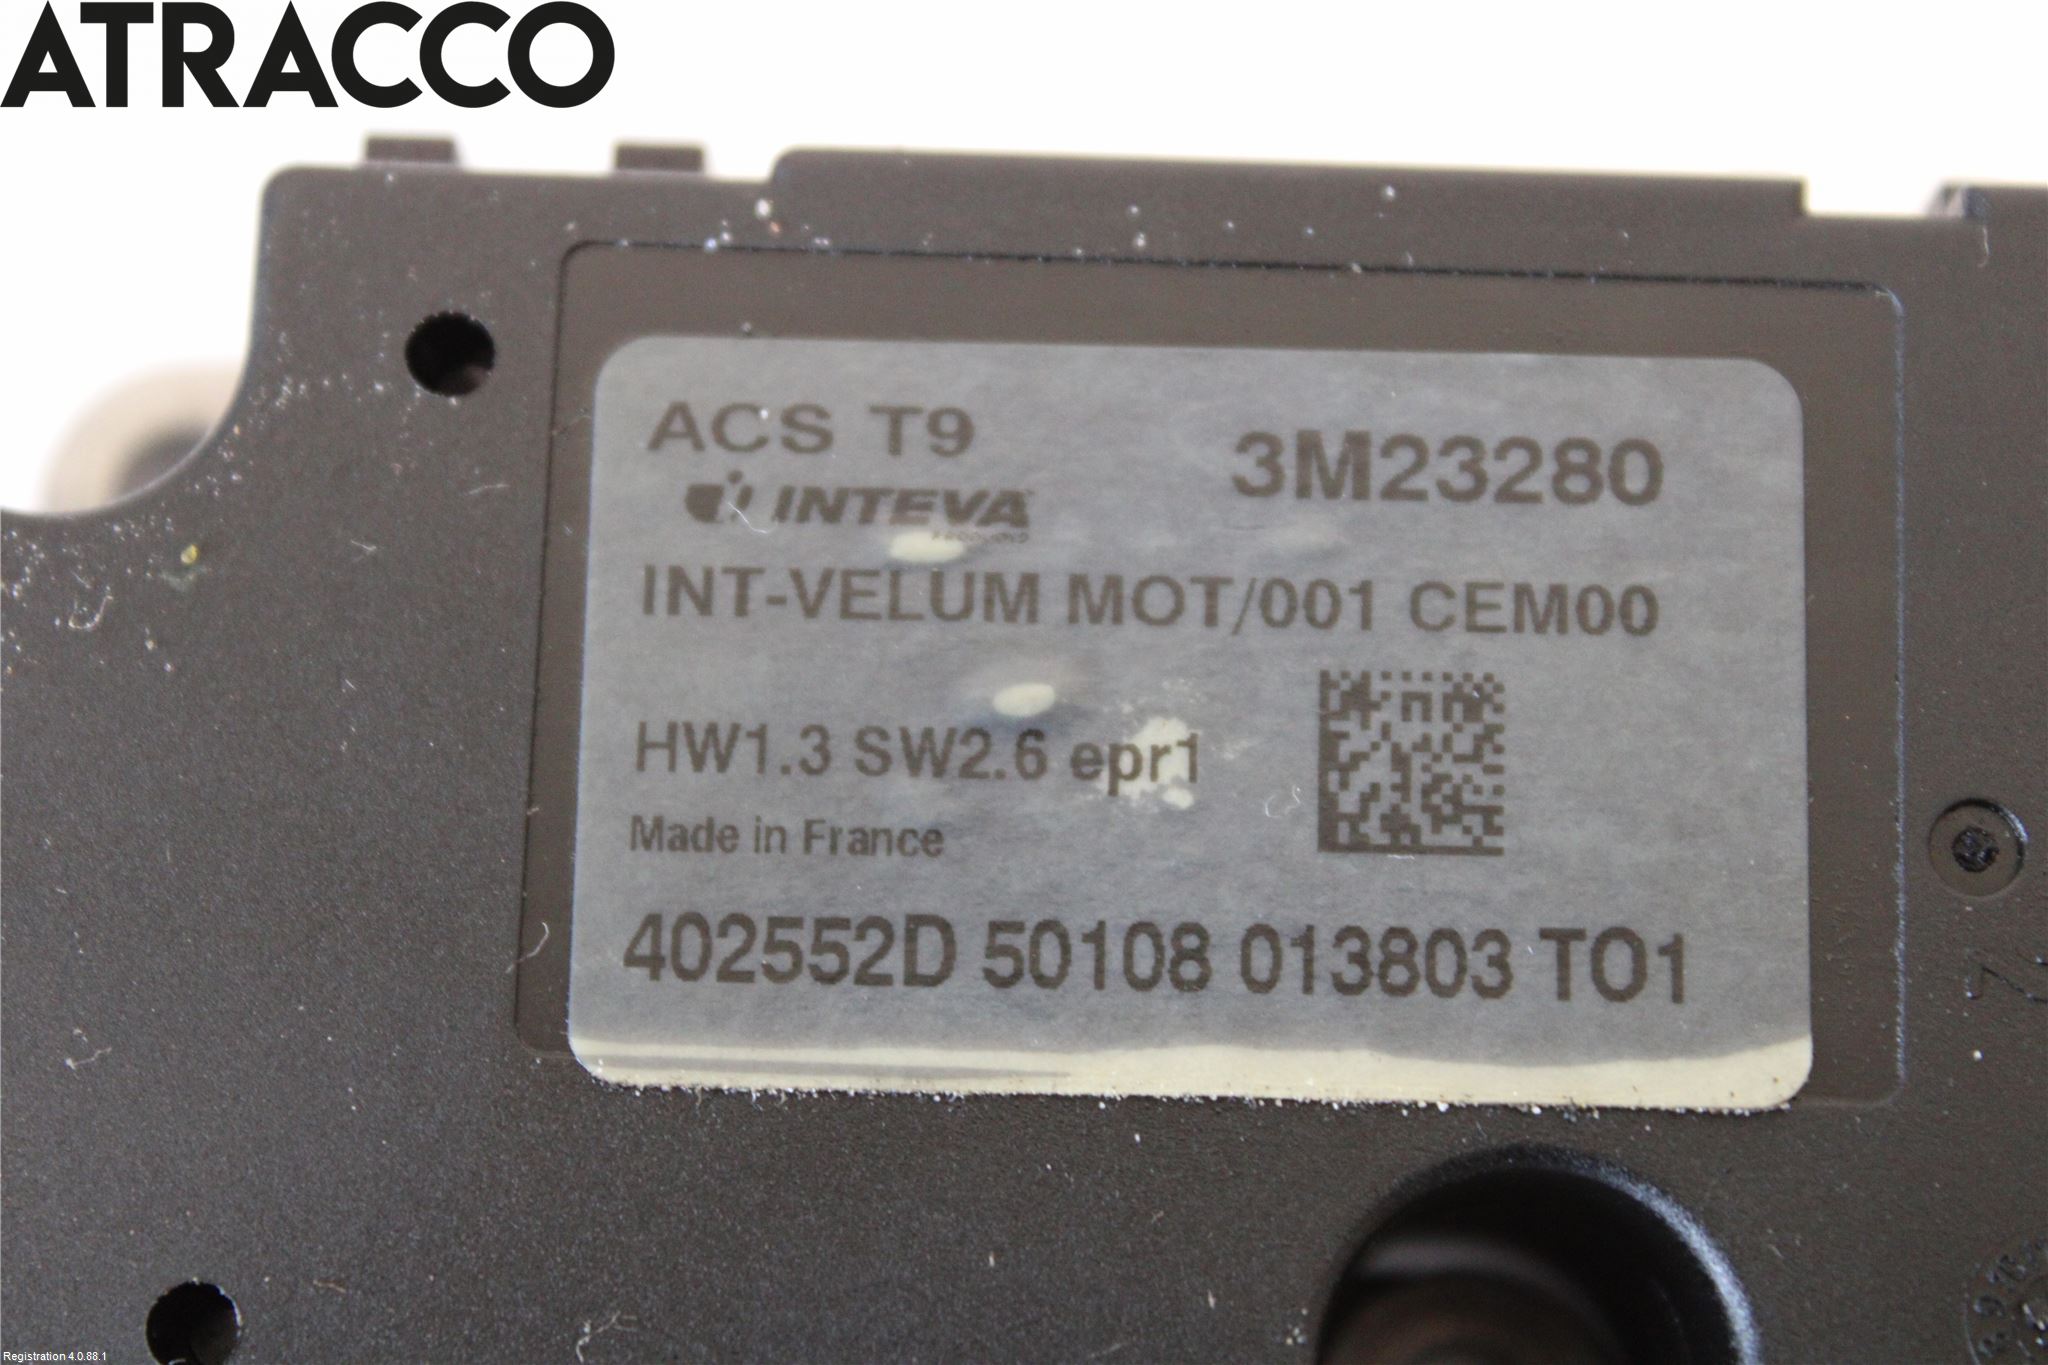 ATRACCO
ACS T9
3M23280
INTEVA
PRODUCTS
INT-VELUM MOT/001 CEM00
HW1.3 SW2.6 epr1
Made in France
402552D 50108 013803 TO1
Registration 4.0.88.1